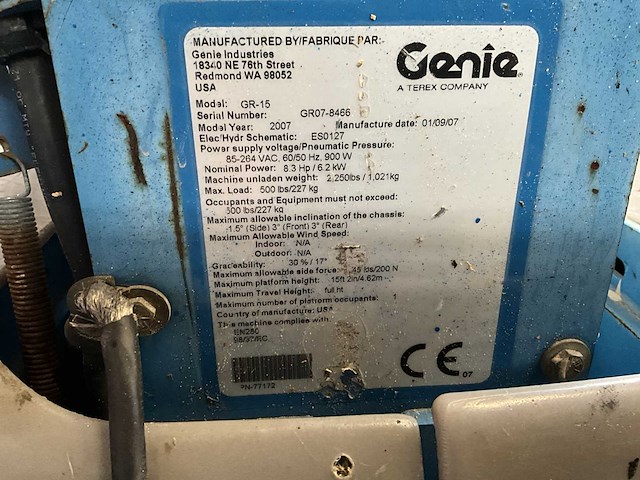 MANUFACTURED BY/FABRIQUE PAR:
Genie Industries
18340 NE 76th Street
Redmond WA 98052
USA
Genie
A TEREX COMPANY
Model: GR-15
Serial Number: GR07-8466
Model Year: 2007 Manufacture date: 01/09/07
Elec/Hydr Schematic: ES0127
Power supply voltage/Pneumatic Pressure:
85-264 VAC, 60/50 Hz, 900 W
Nominal Power: 8.3 Hp / 6.2 kW
Machine unladen weight: 2,250lbs / 1,021kg
Max. Load: 500 lbs/227 kg
Occupants and Equipment must not exceed:
500 lbs/227 kg
Maximum allowable inclination of the chassis:
1.5° (Side) 3° (Front) 3° (Rear)
Maximum Allowable Wind Speed:
Indoor: N/A
Outdoor: N/A
Gradeability: 30 % / 17°
Maximum allowable side force: 45 lbs/200 N
Maximum platform height: 15ft 2in/4.62m
Maximum Travel Height: full ht
Maximum number of platform occupants: 1
Country of manufacture: USA
This machine complies with:
EN280
98/37/EC
CE 07
PN-77172